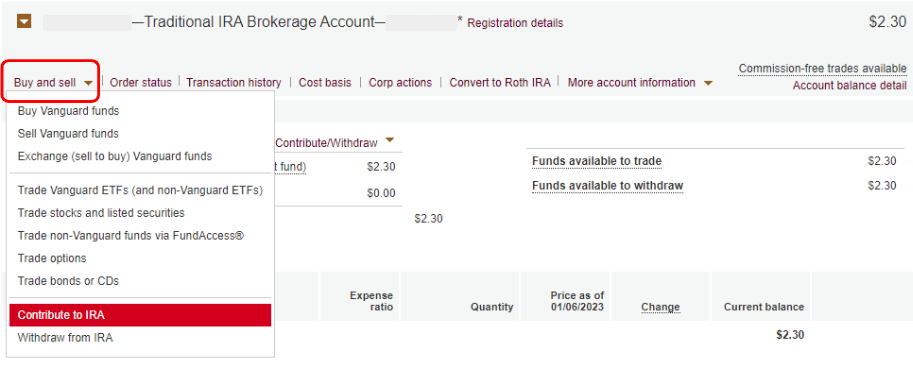 —Traditional IRA Brokerage Account— * Registration details $2.30
Commission-free trades available
Buy and sell Order status Transaction history Cost basis Corp actions Convert to Roth IRA More account information Account balance detail
Buy Vanguard funds
Sell Vanguard funds
Exchange (sell to buy) Vanguard funds
Trade Vanguard ETFs (and non-Vanguard ETFs)
Trade stocks and listed securities
Trade non-Vanguard funds via FundAccess®
Trade options
Trade bonds or CDs
Contribute to IRA
Withdraw from IRA
Contribute/Withdraw
t fund) $2.30
$0.00
$2.30
Funds available to trade $2.30
Funds available to withdraw $2.30
Expense ratio Quantity Price as of 01/06/2023 Change Current balance
$2.30